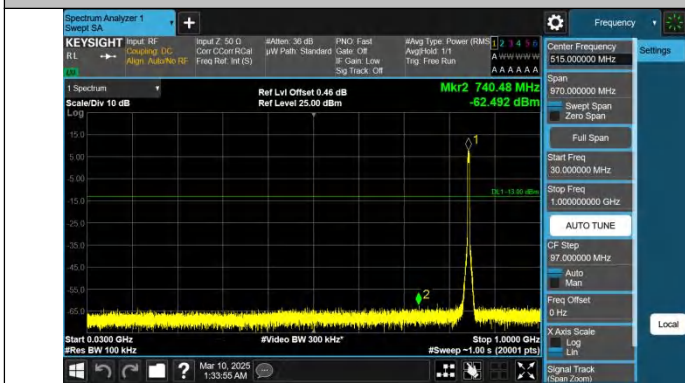 Spectrum Analyzer 1
Swept SA
Frequency
KEYSIGHT
RL
Input: RF
Coupling: DC
Align: Auto/No RF
Input Z: 50 Ω
Corr CCorr RCal
Freq Ref: Int (S)
#Atten: 36 dB
µW Path: Standard
PNO: Fast
Gate: Off
IF Gain: Low
Sig Track: Off
#Avg Type: Power (RMS
Avg|Hold: 1/1
Trig: Free Run
1 2 3 4 5 6
A W W W W W
A A A A A A
1 Spectrum
Scale/Div 10 dB
Log
Ref Lvl Offset 0.46 dB
Ref Level 25.00 dBm
Mkr2 740.48 MHz
-62.492 dBm
15.0
5.00
-5.00
-15.0
-25.0
-35.0
-45.0
-55.0
-65.0
1
DL1 -13.00 dBm
2
Start 0.0300 GHz
#Res BW 100 kHz
#Video BW 300 kHz*
Stop 1.0000 GHz
#Sweep ~1.00 s (20001 pts)
Mar 10, 2025
1:33:55 AM
Center Frequency
515.000000 MHz
Settings
Span
970.000000 MHz
Swept Span
Zero Span
Full Span
Start Freq
30.000000 MHz
Stop Freq
1.000000000 GHz
AUTO TUNE
CF Step
97.000000 MHz
Auto
Man
Freq Offset
0 Hz
X Axis Scale
Log
Lin
Local
Signal Track
(Span Zoom)